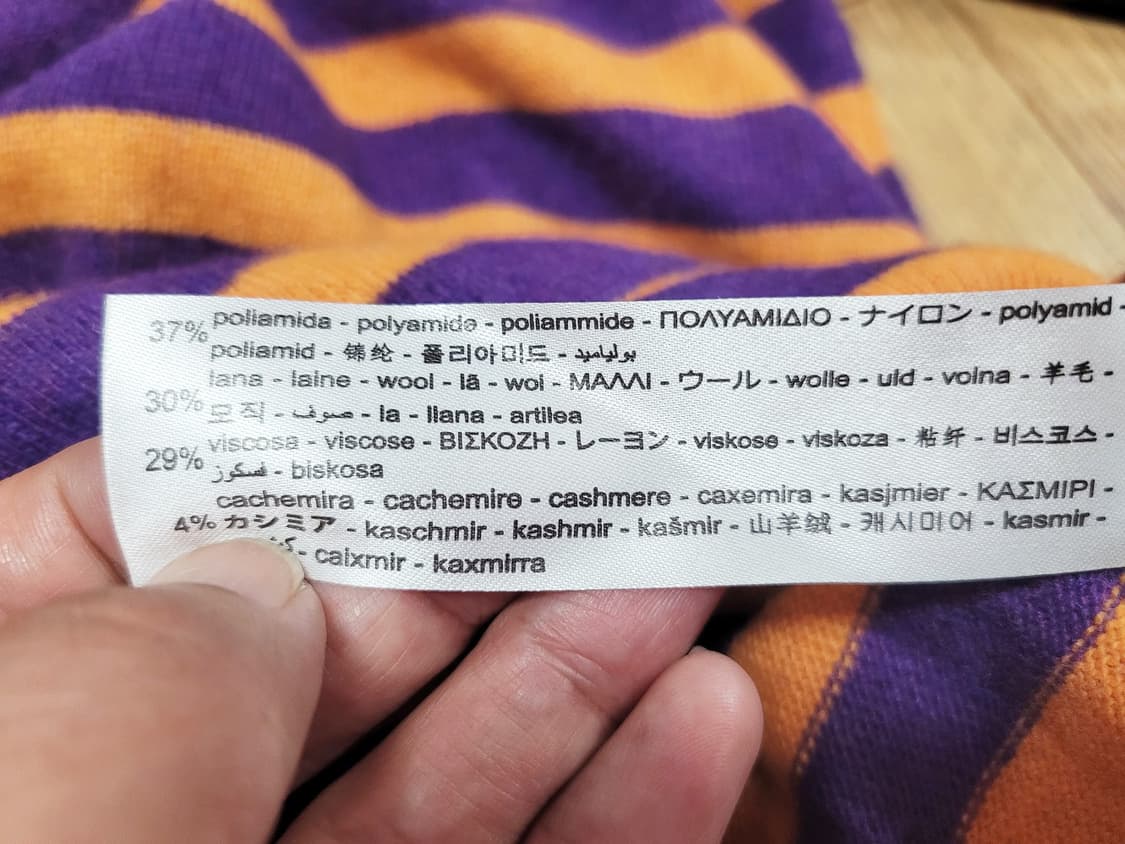 37% poliamida - polyamide - poliammide - ΠΟΛΥΑΜΙΔΙΟ - ナイロン - polyamid -
poliamid - 锦纶 - 폴리아미드 - بولياميد
30% lana - laine - wool - lã - wol - ΜΑΛΛΙ - ウール - wolle - uld - volna - 羊毛 -
모직 - صوف - la - llana - artilea
29% viscosa - viscose - ΒΙΣΚΟΖΗ - レーヨン - viskose - viskoza - 粘纤 - 비스코스 -
فسكوز - biskosa
cachemira - cachemire - cashmere - caxemira - kasjmier - ΚΑΣΜΙΡΙ -
4% カシミア - kaschmir - kashmir - kašmir - 山羊绒 - 캐시미어 - kasmir -
- caixmir - kaxmirra